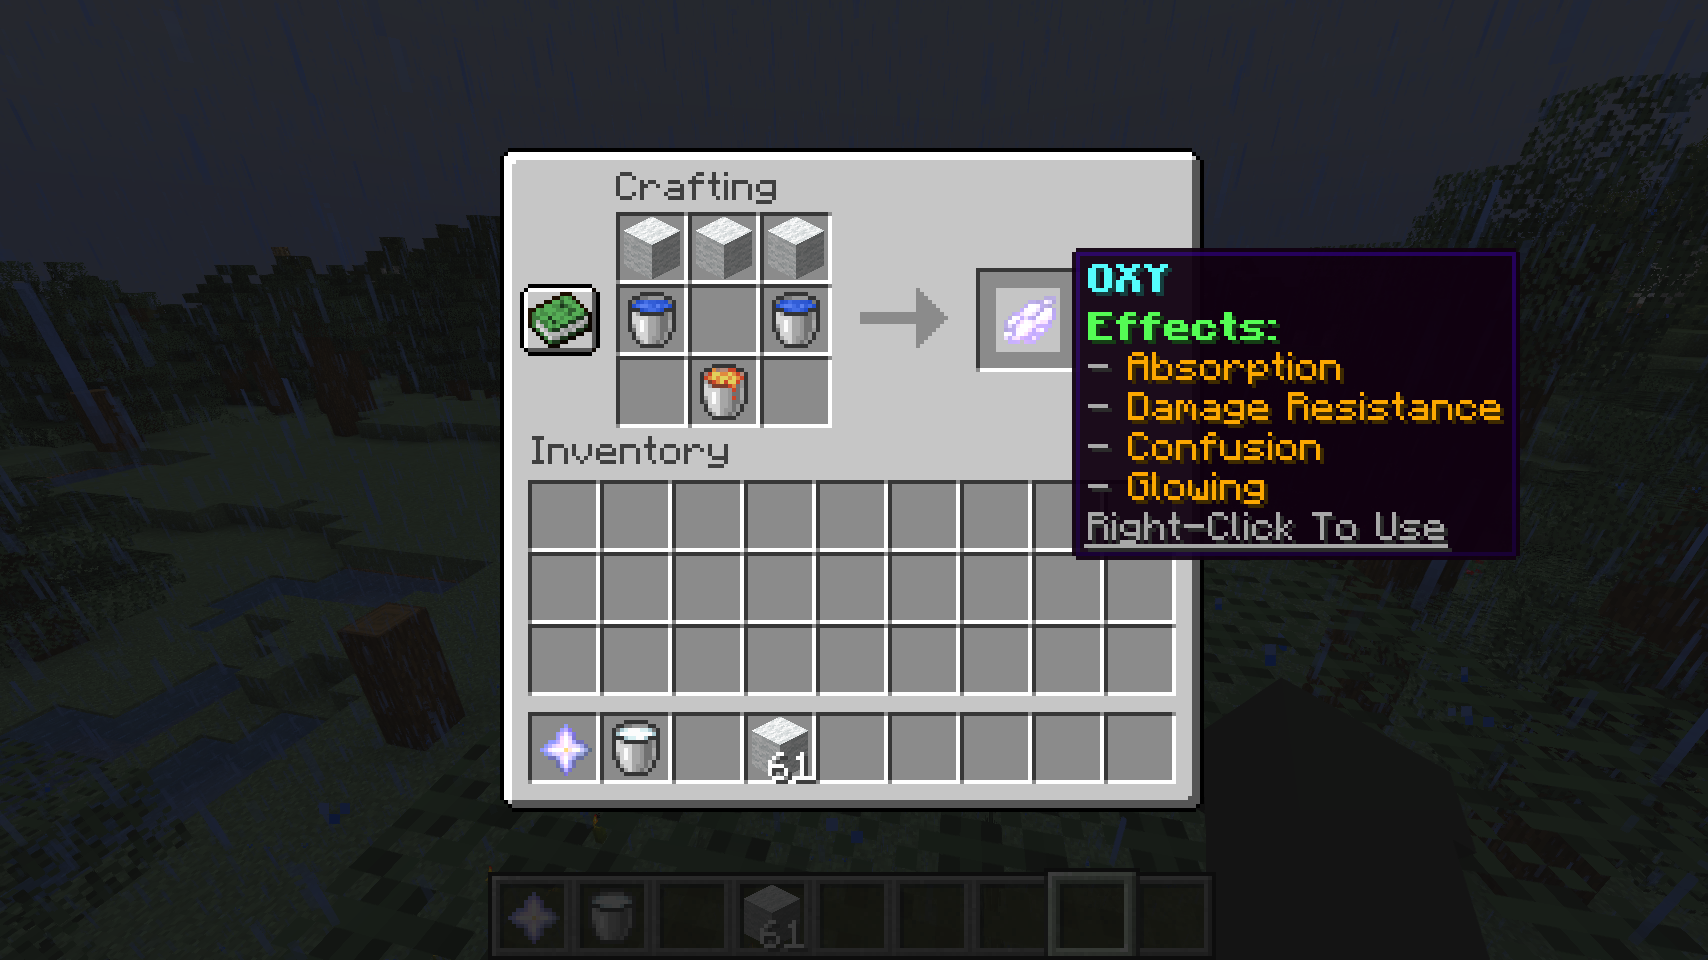 Crafting
OXY
Effects:
- Absorption
- Damage Resistance
- Confusion
- Glowing
Right-Click To Use
Inventory
61
61